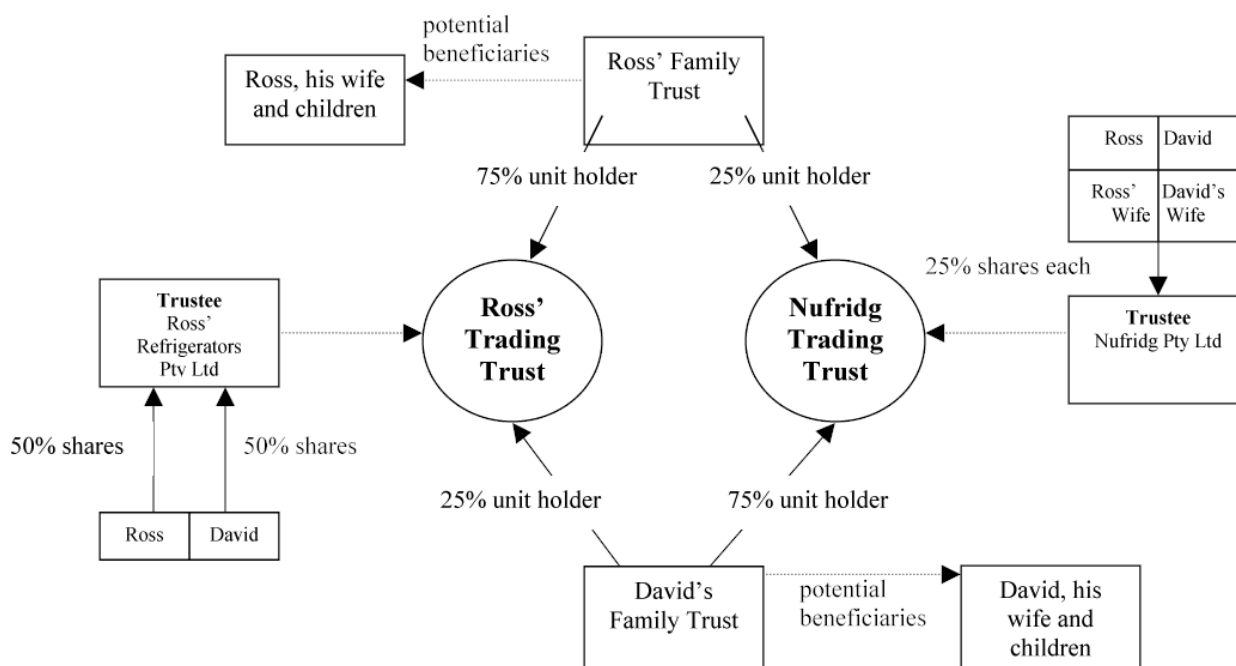 potential
beneficiaries
Ross' Family
Trust
Ross, his wife
and children
75% unit holder
25% unit holder
Ross
David
Ross'
Wife
David's
Wife
25% shares each
Trustee
Ross'
Refrigerators
Ptv Ltd
Ross'
Trading
Trust
Nufridg
Trading
Trust
Trustee
Nufridg Pty Ltd
50% shares
50% shares
25% unit holder
75% unit holder
Ross
David
David's
Family Trust
potential
beneficiaries
David, his
wife and
children